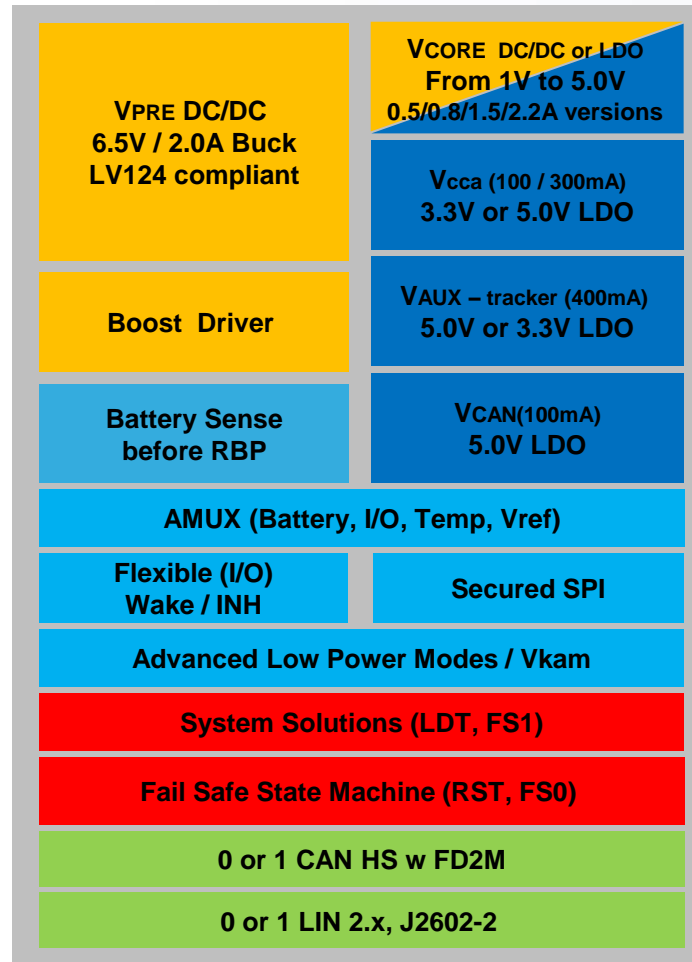 VPRE DC/DC
6.5V / 2.0A Buck
LV124 compliant
VCORE DC/DC or LDO
From 1V to 5.0V
0.5/0.8/1.5/2.2A versions
Vcca (100 / 300mA)
3.3V or 5.0V LDO
Boost Driver
VAUX – tracker (400mA)
5.0V or 3.3V LDO
Battery Sense
before RBP
VCAN(100mA)
5.0V LDO
AMUX (Battery, I/O, Temp, Vref)
Flexible (I/O)
Wake / INH
Secured SPI
Advanced Low Power Modes / Vkam
System Solutions (LDT, FS1)
Fail Safe State Machine (RST, FS0)
0 or 1 CAN HS w FD2M
0 or 1 LIN 2.x, J2602-2